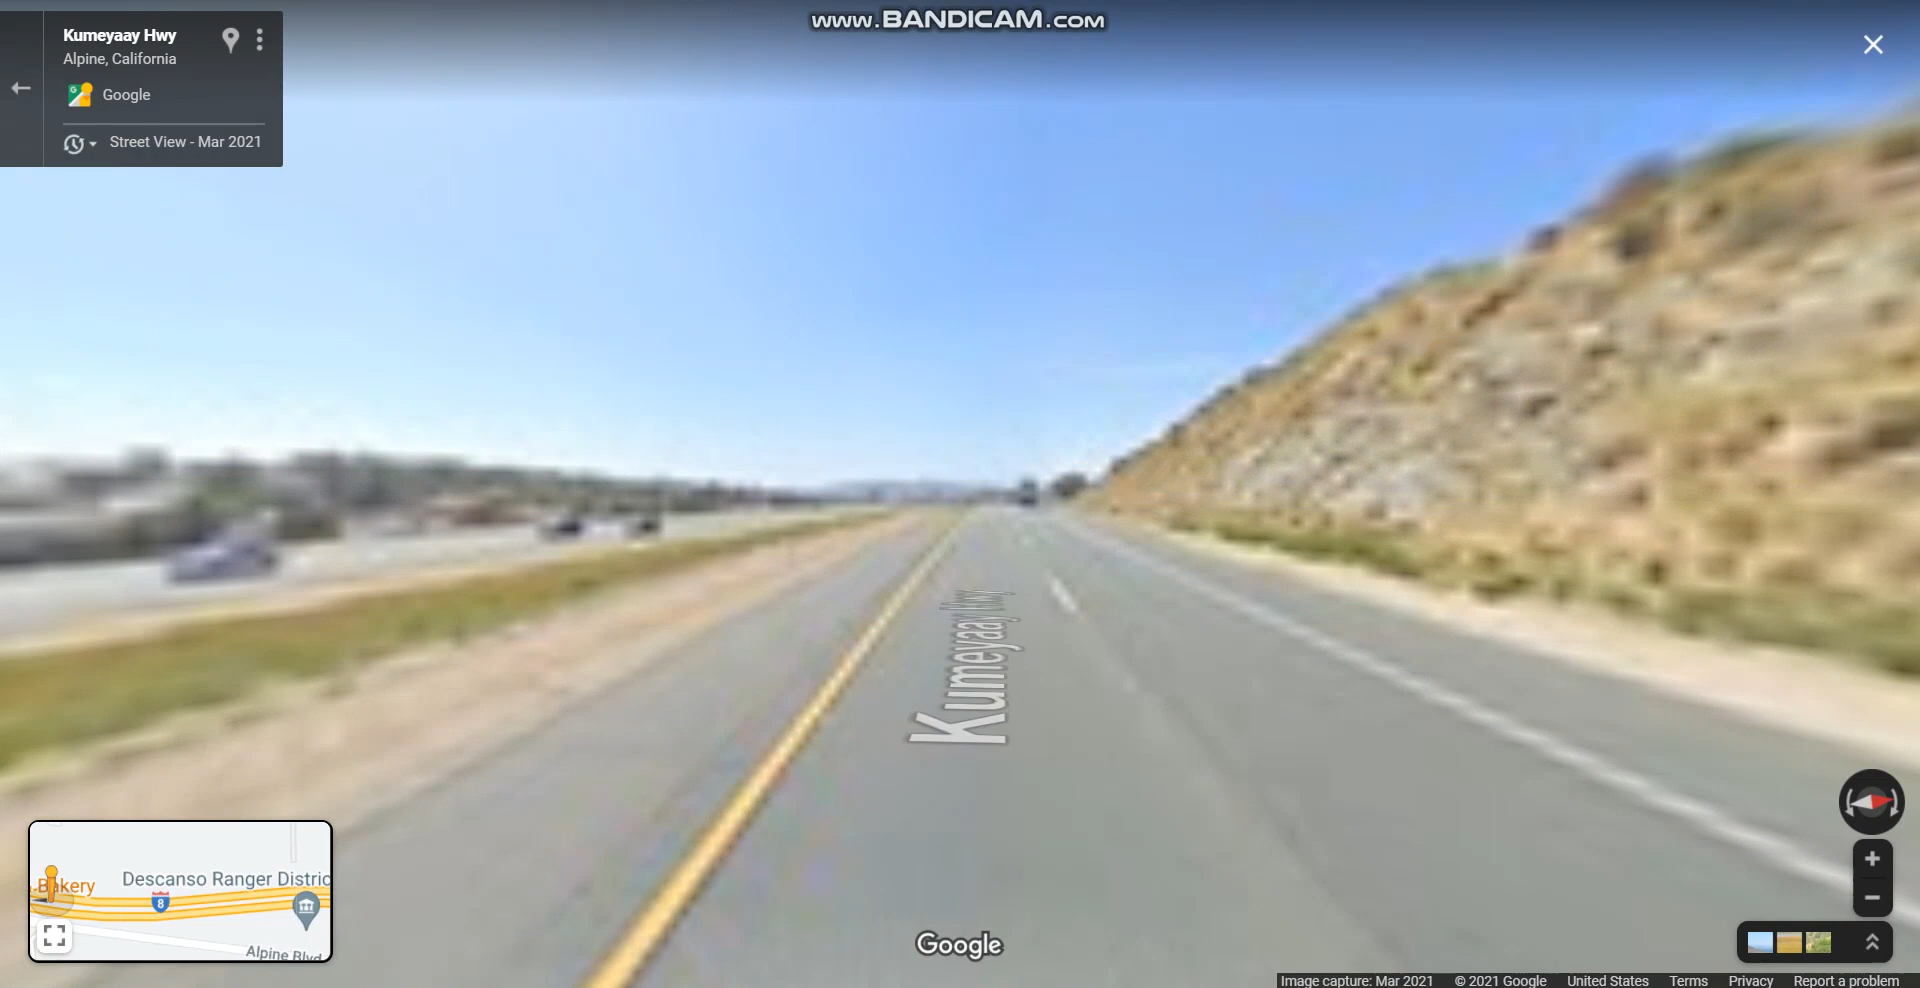 www.BANDICAM.COM
Kumeyaay Hwy
Alpine, California
Google
Street View - Mar 2021
Kumeyaay Hwy
Bakery
Descanso Ranger Distric
8
Alpine Blvd
Google
Image capture: Mar 2021 © 2021 Google United States Terms Privacy Report a problem